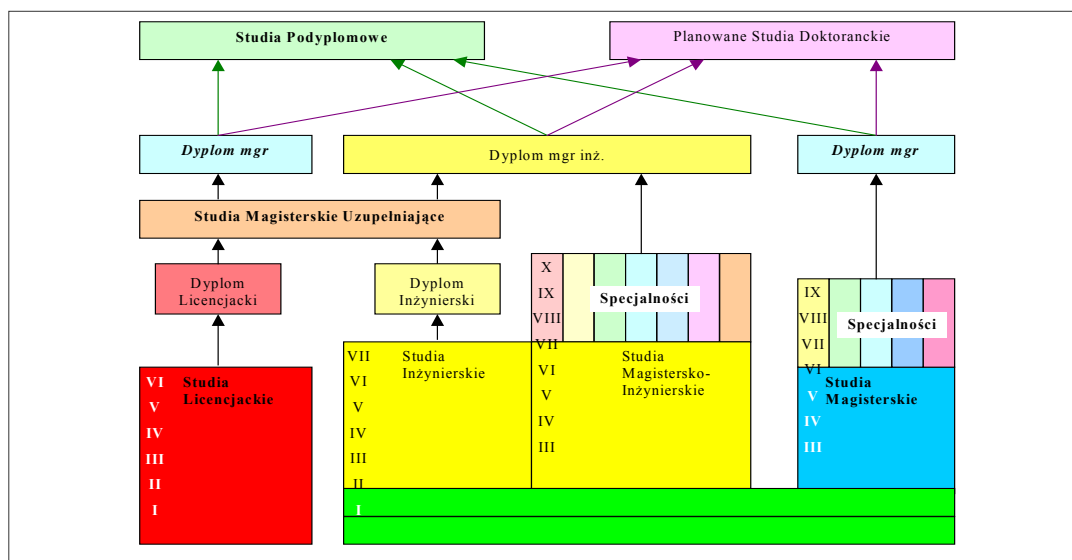 Studia Podyplomowe
Planowane Studia Doktoranckie
Dyplom mgr
Dyplom mgr inż.
Dyplom mgr
Studia Magisterskie Uzupełniające
Dyplom
Licencjacki
Dyplom
Inżynierski
X
IX
VIII
VII
VI
V
IV
III
Specjalności
IX
VIII
VII
VI
V
IV
III
Specjalności
VI
V
IV
III
II
I
Studia
Licencjackie
VII
VI
V
IV
III
II
I
Studia
Inżynierskie
Studia
Magistersko-
Inżynierskie
Studia
Magisterskie